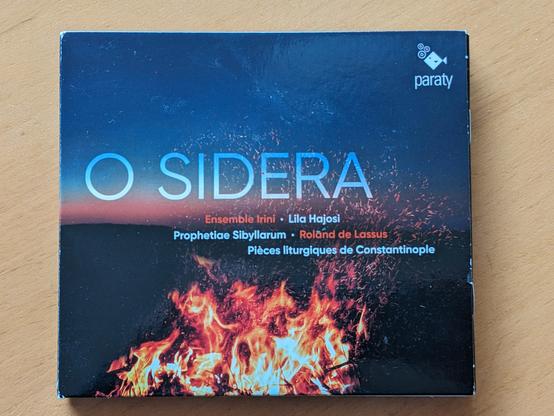 paraty
O SIDERA
Ensemble Irini • Lila Hajosi
Prophetiae Sibyllarum • Roland de Lassus
Pièces liturgiques de Constantinople